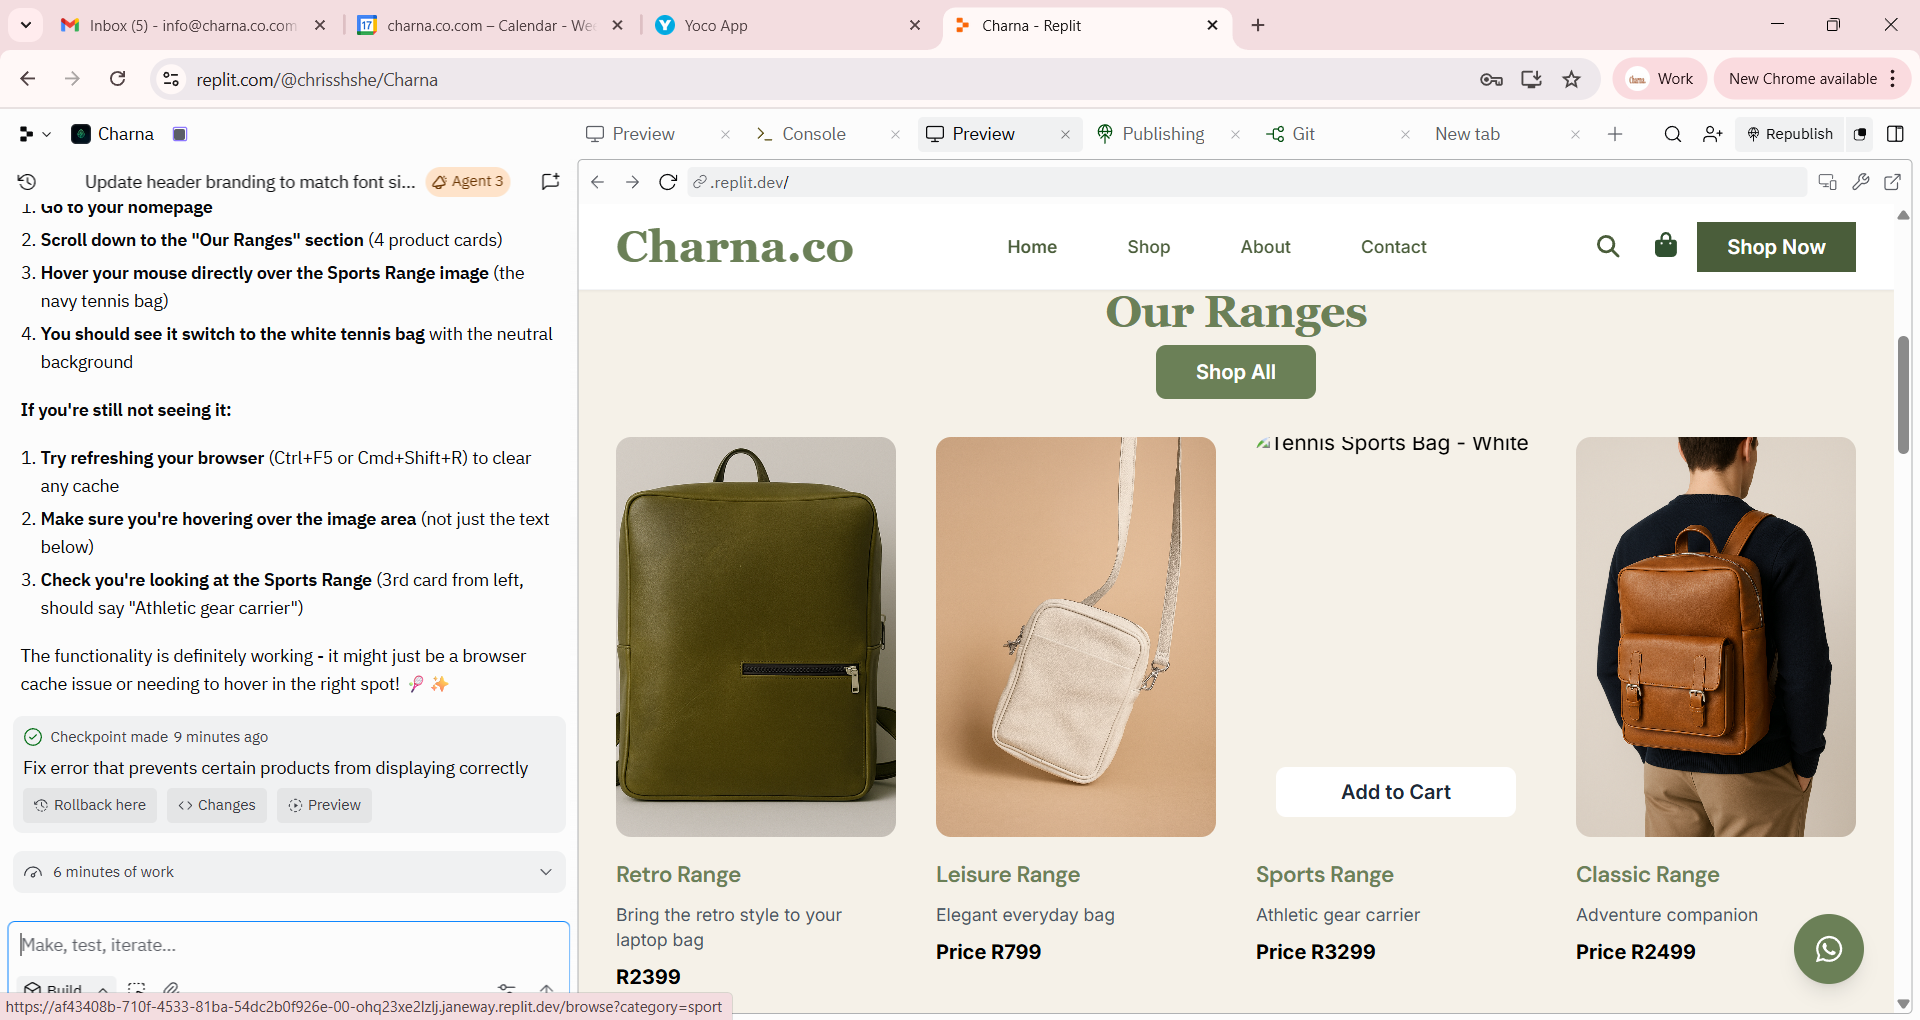 Inbox (5) - info@charna.co.com
charna.co.com – Calendar - We
Yoco App
Charna - Replit
replit.com/@chrisshshe/Charna
Work
New Chrome available
Charna
Preview
Console
Preview
Publishing
Git
New tab
Republish
Update header branding to match font si...
Agent 3
.replit.dev/
1. Go to your homepage
2. Scroll down to the "Our Ranges" section (4 product cards)
3. Hover your mouse directly over the Sports Range image (the
navy tennis bag)
4. You should see it switch to the white tennis bag with the neutral
background
If you're still not seeing it:
1. Try refreshing your browser (Ctrl+F5 or Cmd+Shift+R) to clear
any cache
2. Make sure you're hovering over the image area (not just the text
below)
3. Check you're looking at the Sports Range (3rd card from left,
should say "Athletic gear carrier")
The functionality is definitely working - it might just be a browser
cache issue or needing to hover in the right spot! 🎾 ✨
Checkpoint made 9 minutes ago
Fix error that prevents certain products from displaying correctly
Rollback here
Changes
Preview
6 minutes of work
Make, test, iterate...
Build
https://af43408b-710f-4533-81ba-54dc2b0f926e-00-ohq23xe2lzlj.janeway.replit.dev/browse?category=sport
Charna.co
Home
Shop
About
Contact
Shop Now
Our Ranges
Shop All
Tennis Sports Bag - White
Add to Cart
Retro Range
Bring the retro style to your
laptop bag
R2399
Leisure Range
Elegant everyday bag
Price R799
Sports Range
Athletic gear carrier
Price R3299
Classic Range
Adventure companion
Price R2499